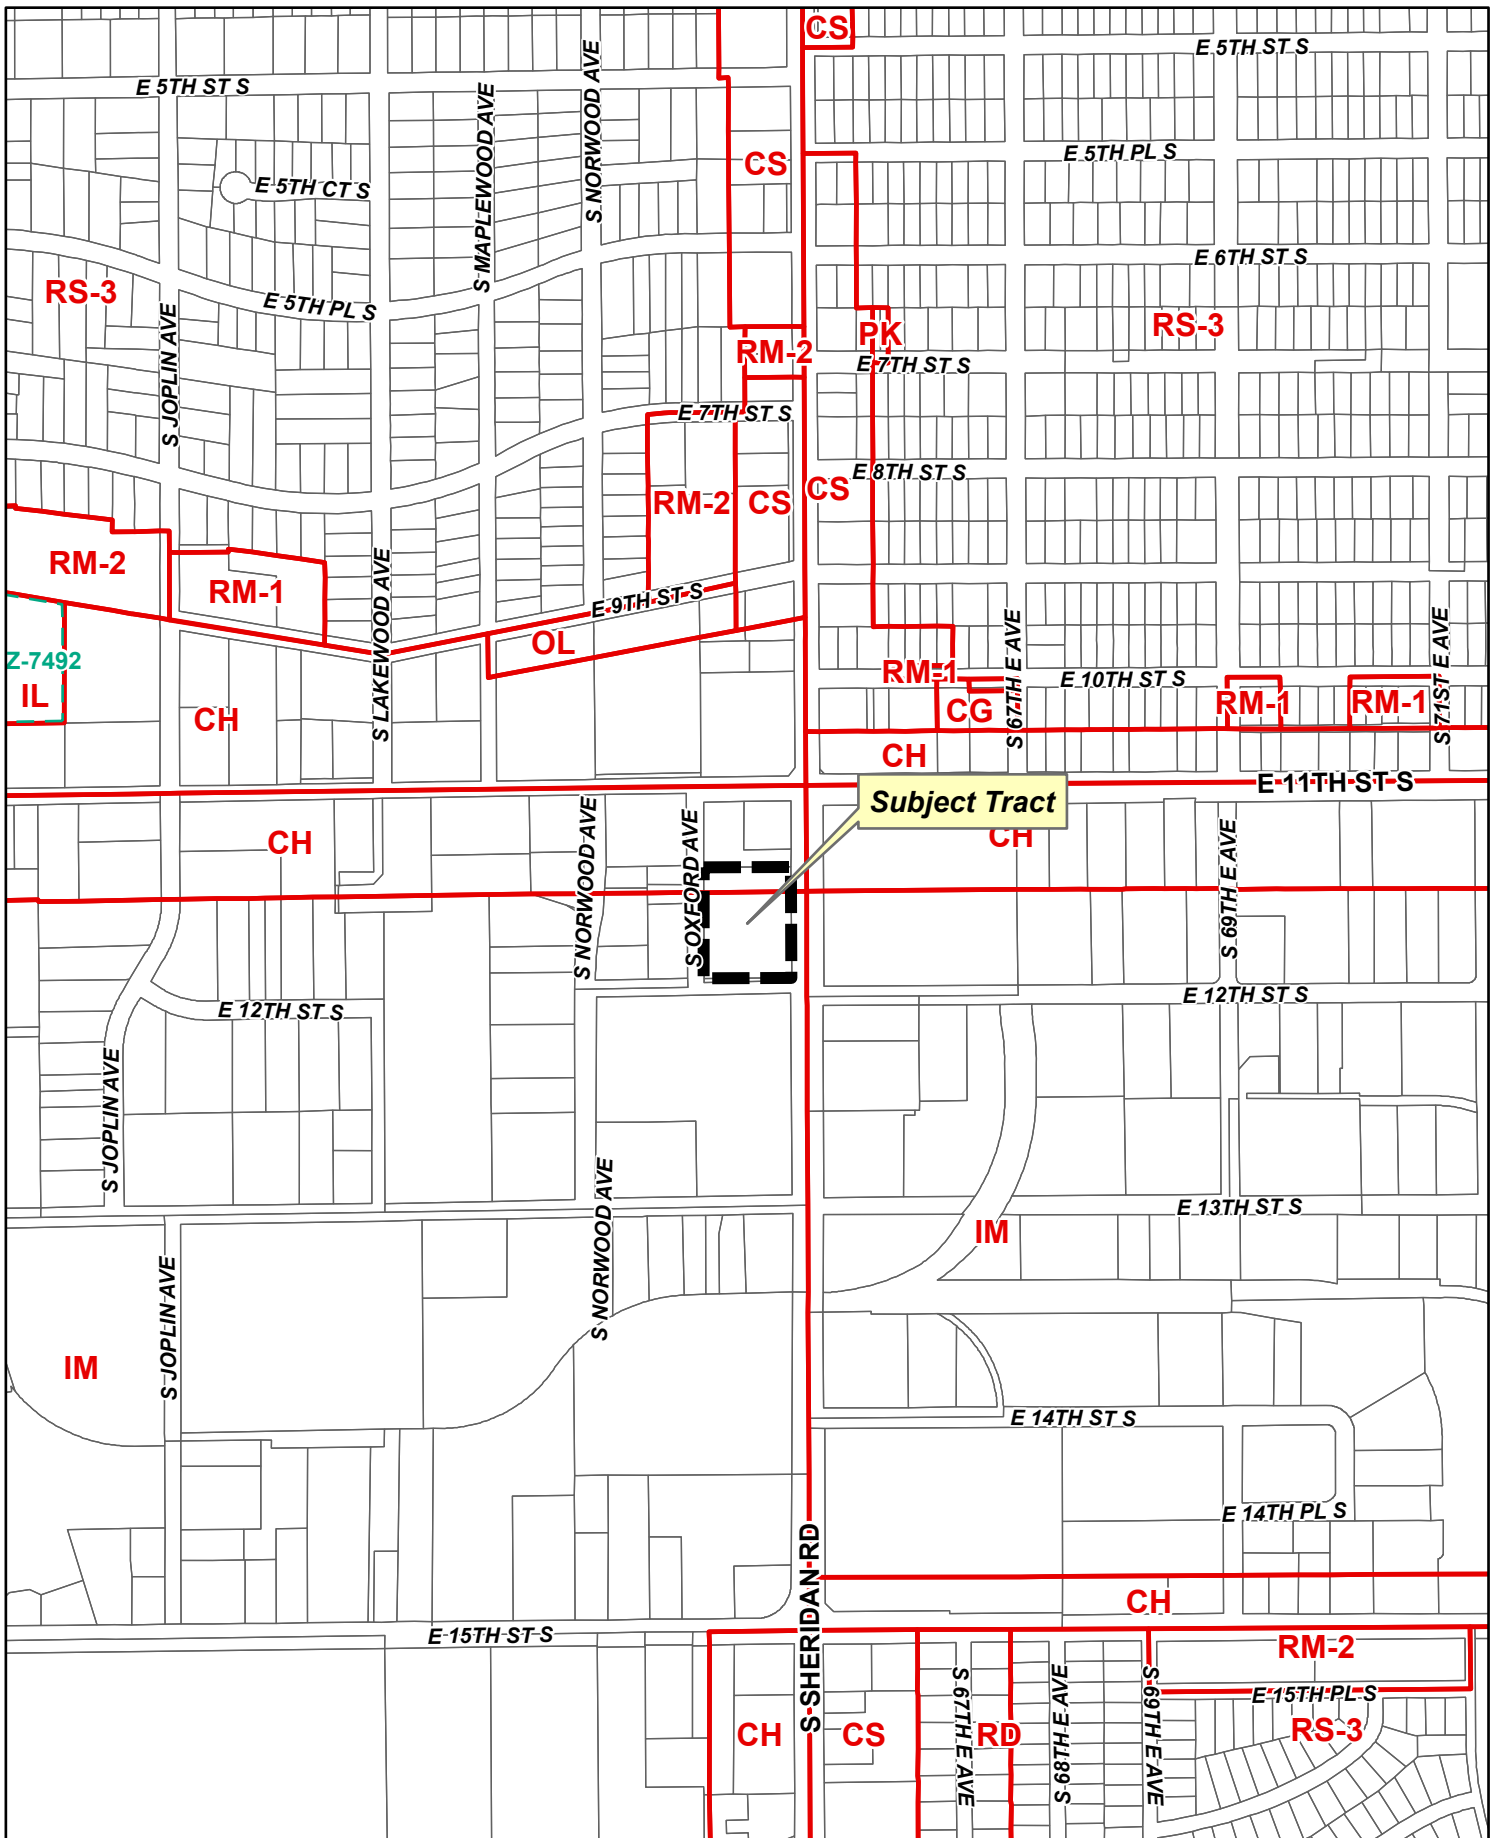 CS
E 5TH ST S
E 5TH ST S
S MAPLEWOOD AVE
S NORWOOD AVE
E 5TH PL S
CS
E 5TH CT S
E 6TH ST S
RS-3
E 5TH PL S
S JOPLIN AVE
PK
RS-3
RM-2
E 7TH ST S
E 7TH ST S
E 8TH ST S
RM-2
CS
CS
RM-2
RM-1
S LAKEWOOD AVE
E 9TH ST S
OL
S 67TH E AVE
S 71ST E AVE
Z-7492
IL
RM-1
E 10TH ST S
CG
RM-1
RM-1
CH
CH
E 11TH ST S
Subject Tract
CH
CH
S NORWOOD AVE
S OXFORD AVE
S 69TH E AVE
E 12TH ST S
E 12TH ST S
S JOPLIN AVE
S NORWOOD AVE
E 13TH ST S
IM
S JOPLIN AVE
IM
E 14TH ST S
E 14TH PL S
S SHERIDAN RD
CH
E 15TH ST S
RM-2
E 15TH PL S
CH
CS
S 67TH E AVE
RD
S 68TH E AVE
S 69TH E AVE
RS-3